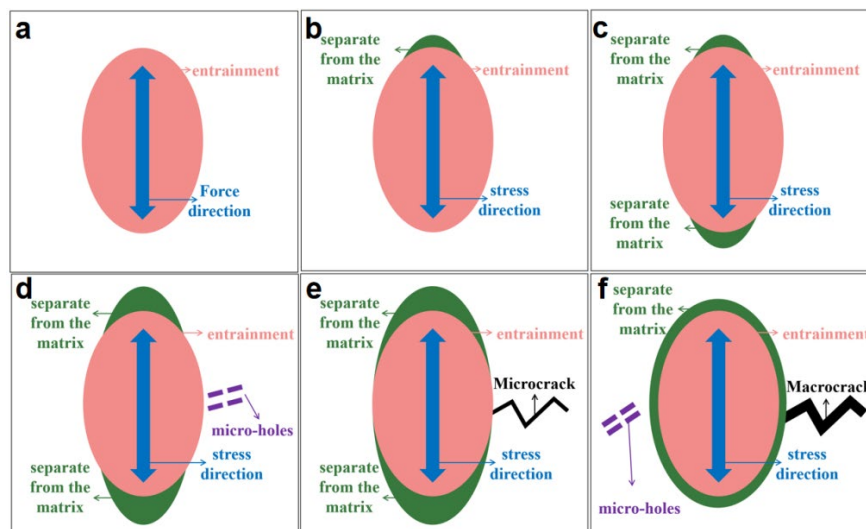 a
entrainment
Force
direction
b
separate
from the
matrix
entrainment
stress
direction
c
separate
from the
matrix
entrainment
stress
direction
separate
from the
matrix
d
separate
from the
matrix
entrainment
micro-holes
stress
direction
separate
from the
matrix
e
separate
from the
matrix
entrainment
Microcrack
stress
direction
separate
from the
matrix
f
separate
from the
matrix
entrainment
Macrocrack
stress
direction
micro-holes